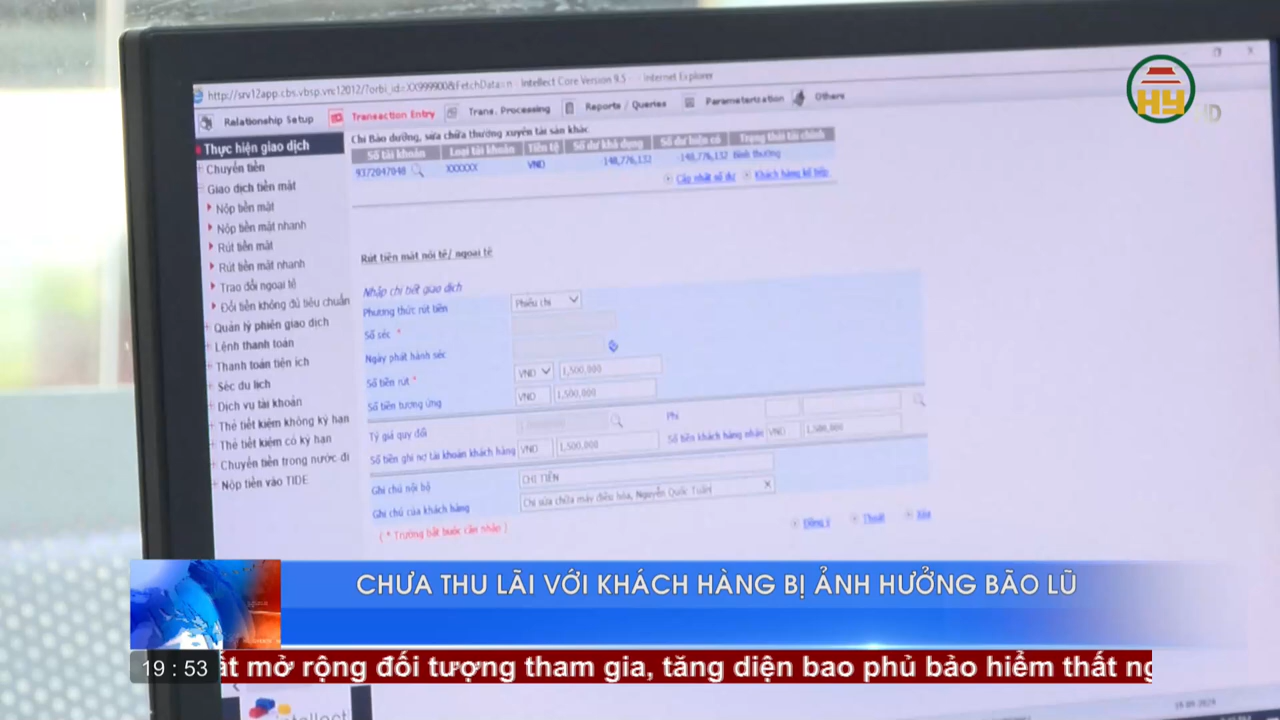 http://srv12app.cbs.vbsp.vn:12012/?orbi_id=XX999900&FetchData=n - Intellect Core Version 9.5 - Internet Explorer
HY
Relationship Setup
Transaction Entry
Trans. Processing
Reports / Queries
Parameterization
Others
Thực hiện giao dịch
Chuyển tiền
Giao dịch tiền mặt
Nộp tiền mặt
Nộp tiền mặt nhanh
Rút tiền mặt
Rút tiền mặt nhanh
Trao đổi ngoại tệ
Đổi tiền không đủ tiêu chuẩn
Quản lý phiên giao dịch
Lệnh thanh toán
Thanh toán tiện ích
Séc du lịch
Dịch vụ tài khoản
Thẻ tiết kiệm không kỳ hạn
Thẻ tiết kiệm có kỳ hạn
Chuyển tiền trong nước đi
Nộp tiền vào TIDE
Chi Bảo dưỡng, sửa chữa thường xuyên tài sản khác
Số tài khoản Loại tài khoản Tiền tệ Số dư khả dụng Số dư hiện có Trạng thái tài chính
9372047048 XXXXXX VND 148,776,132 148,776,132 Bình thường
Cập nhật số dư Khách hàng kế tiếp
Rút tiền mặt nội tệ/ ngoại tệ
Nhập chi tiết giao dịch
Phương thức rút tiền Phiếu chi
Số séc *
Ngày phát hành séc
Số tiền rút * VND 1,500,000
Số tiền tương ứng VND 1,500,000
Tỷ giá quy đổi Phí
Số tiền ghi nợ tài khoản khách hàng VND 1,500,000 Số tiền khách hàng nhận VND 1,500,000
Ghi chú nội bộ CHI TIỀN
Ghi chú của khách hàng Chi sửa chữa máy điều hòa, Nguyễn Quốc Tuấn
( * Trường bắt buộc cần nhập )
Đồng ý Thoát Xóa
CHƯA THU LÃI VỚI KHÁCH HÀNG BỊ ẢNH HƯỞNG BÃO LŨ
19 : 53
át mở rộng đối tượng tham gia, tăng diện bao phủ bảo hiểm thất ng
intellect